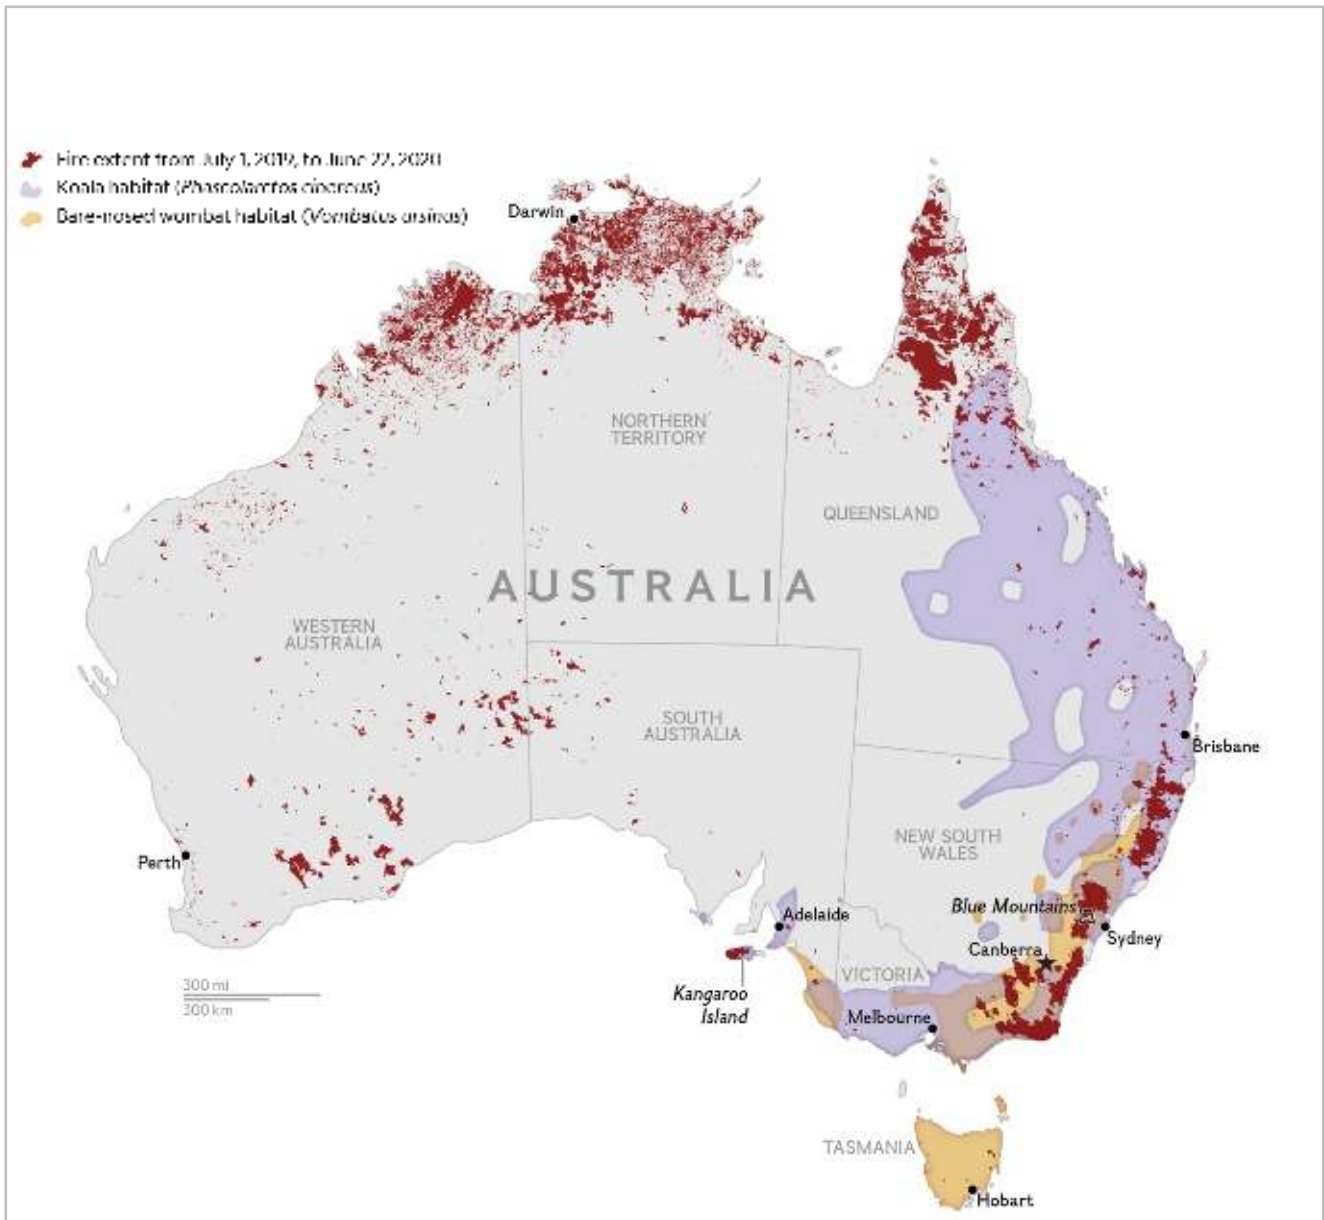 Fire extent from July 1, 2019, to June 22, 2020
Koala habitat (Phascolarctos cinereus)
Bare-nosed wombat habitat (Vombatus ursinus)
Darwin
NORTHERN
TERRITORY
QUEENSLAND
AUSTRALIA
WESTERN
AUSTRALIA
SOUTH
AUSTRALIA
Brisbane
NEW SOUTH
WALES
Perth
Adelaide
Blue Mountains
Sydney
Canberra
VICTORIA
300 mi
300 km
Kangaroo
Island
Melbourne
TASMANIA
Hobart